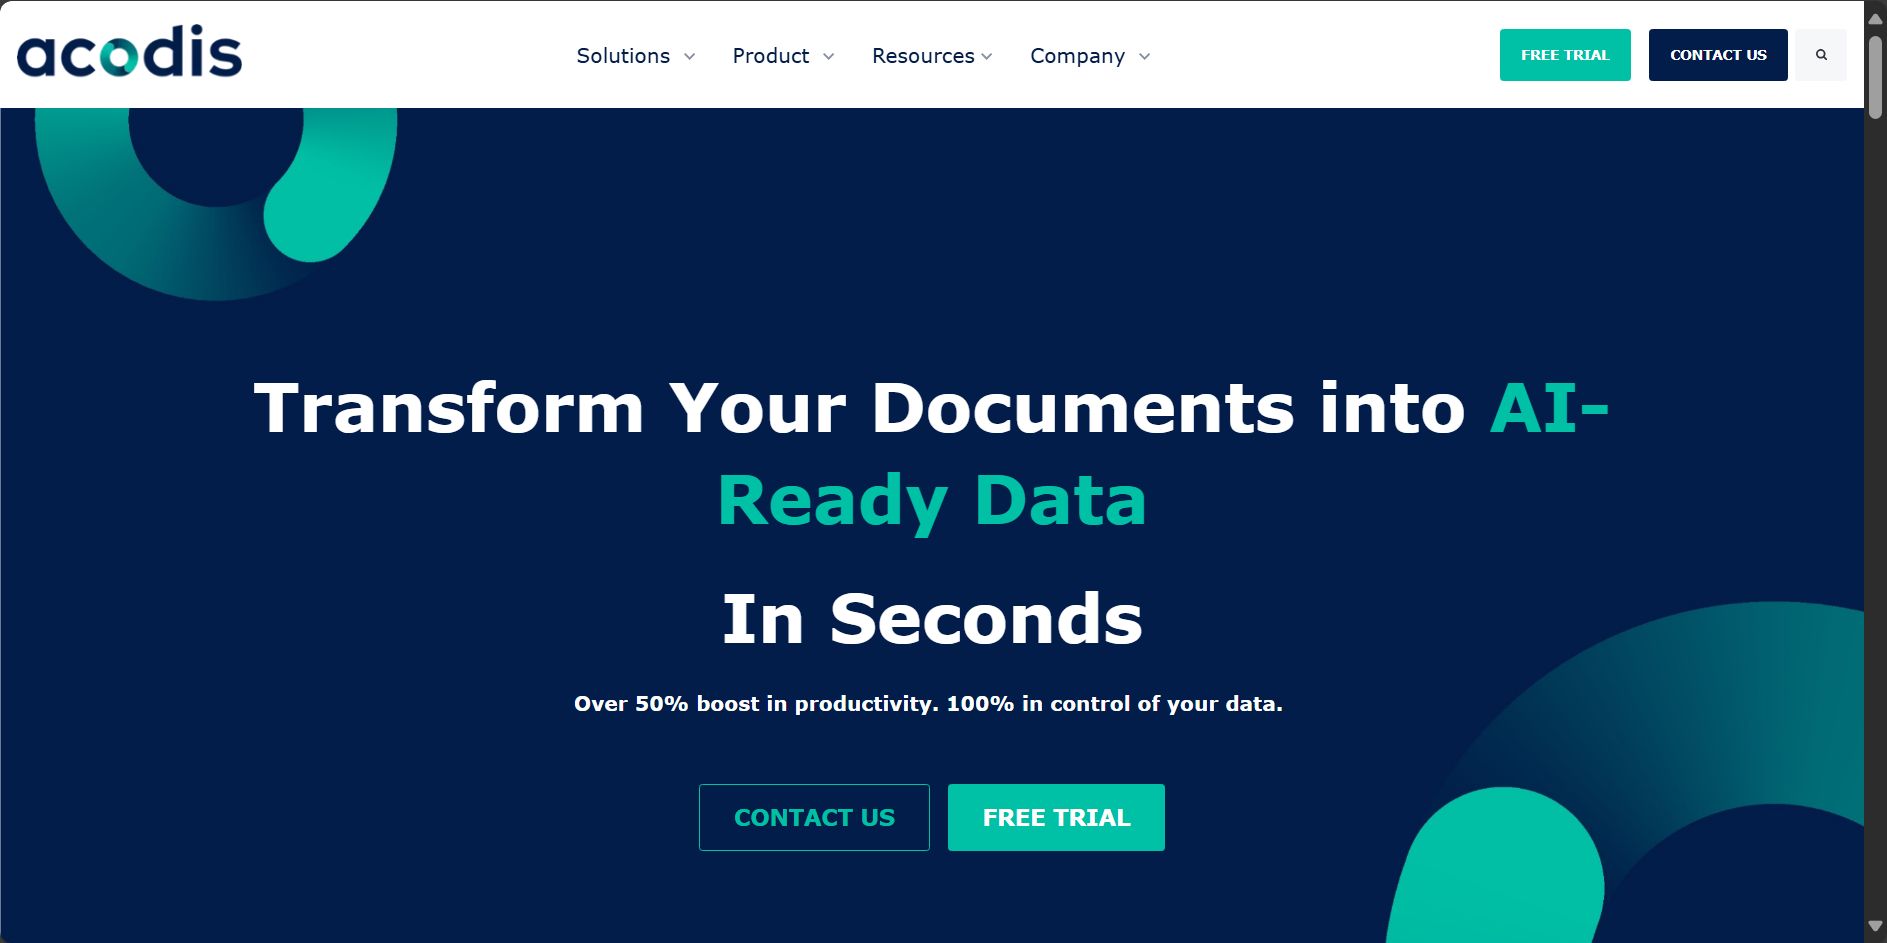 acodis
Solutions Product Resources Company
FREE TRIAL CONTACT US
Transform Your Documents into AI-
Ready Data
In Seconds
Over 50% boost in productivity. 100% in control of your data.
CONTACT US FREE TRIAL